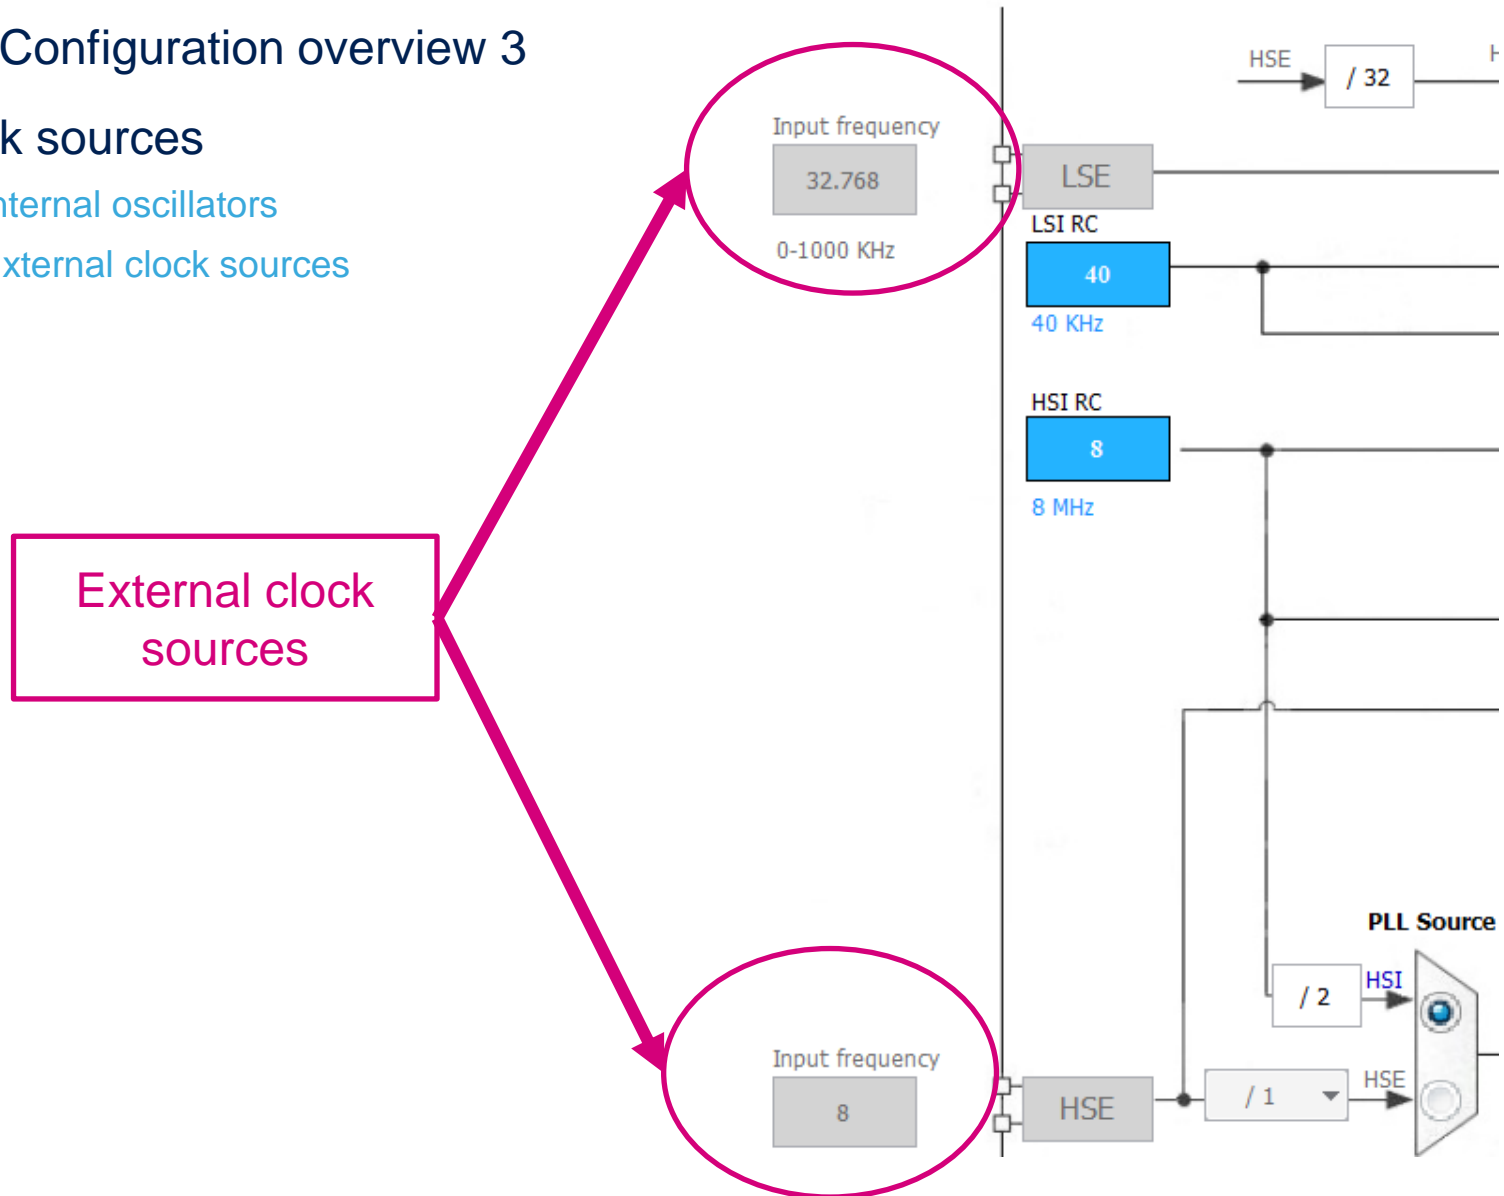 Configuration overview 3
k sources
nternal oscillators
xternal clock sources
External clock
sources
Input frequency
32.768
0-1000 KHz
HSE
/ 32
H
LSE
LSI RC
40
40 KHz
HSI RC
8
8 MHz
PLL Source
/ 2
HSI
Input frequency
8
HSE
/ 1
HSE